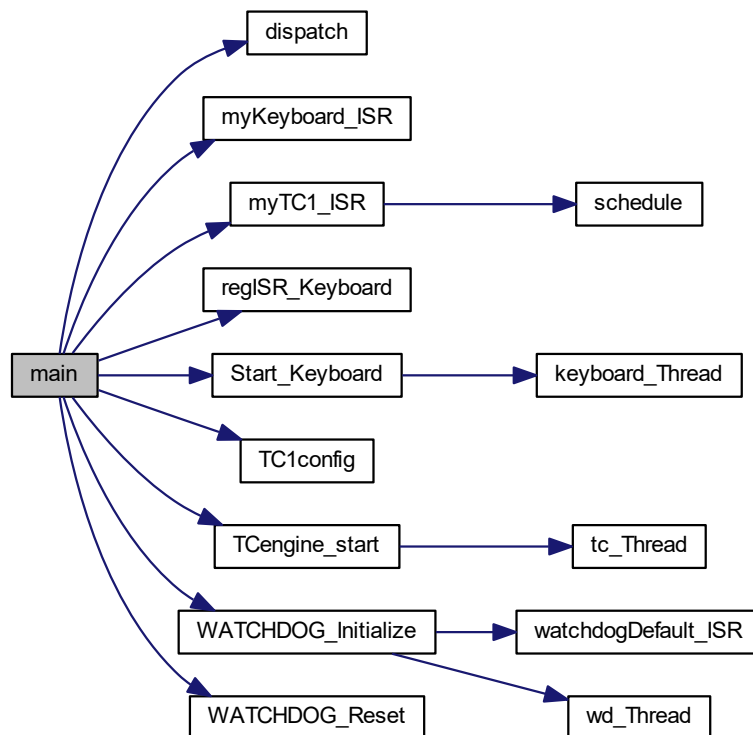 dispatch
myKeyboard_ISR
myTC1_ISR
schedule
regISR_Keyboard
main
Start_Keyboard
keyboard_Thread
TC1config
TCengine_start
tc_Thread
WATCHDOG_Initialize
watchdogDefault_ISR
WATCHDOG_Reset
wd_Thread